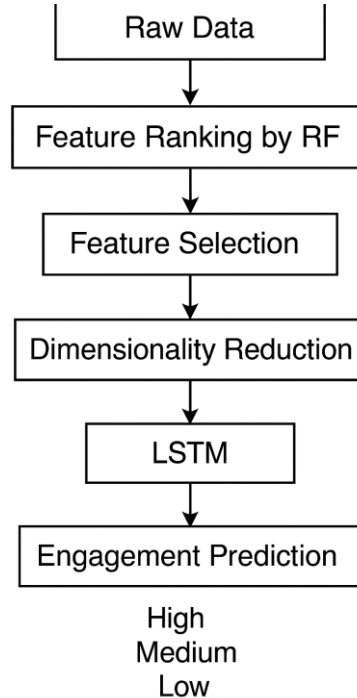 Raw Data
Feature Ranking by RF
Feature Selection
Dimensionality Reduction
LSTM
Engagement Prediction
High
Medium
Low